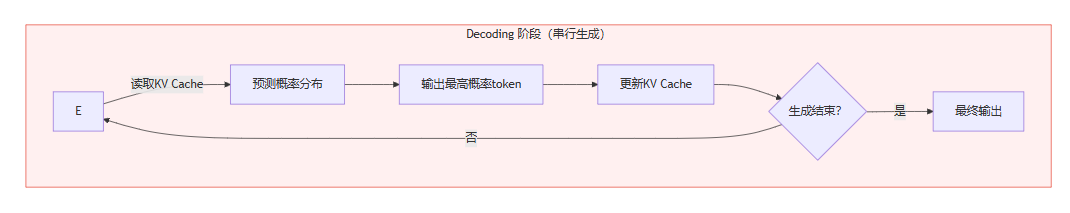 Decoding 阶段（串行生成）
E
读取KV Cache
预测概率分布
输出最高概率token
更新KV Cache
生成结束？
是
最终输出
否